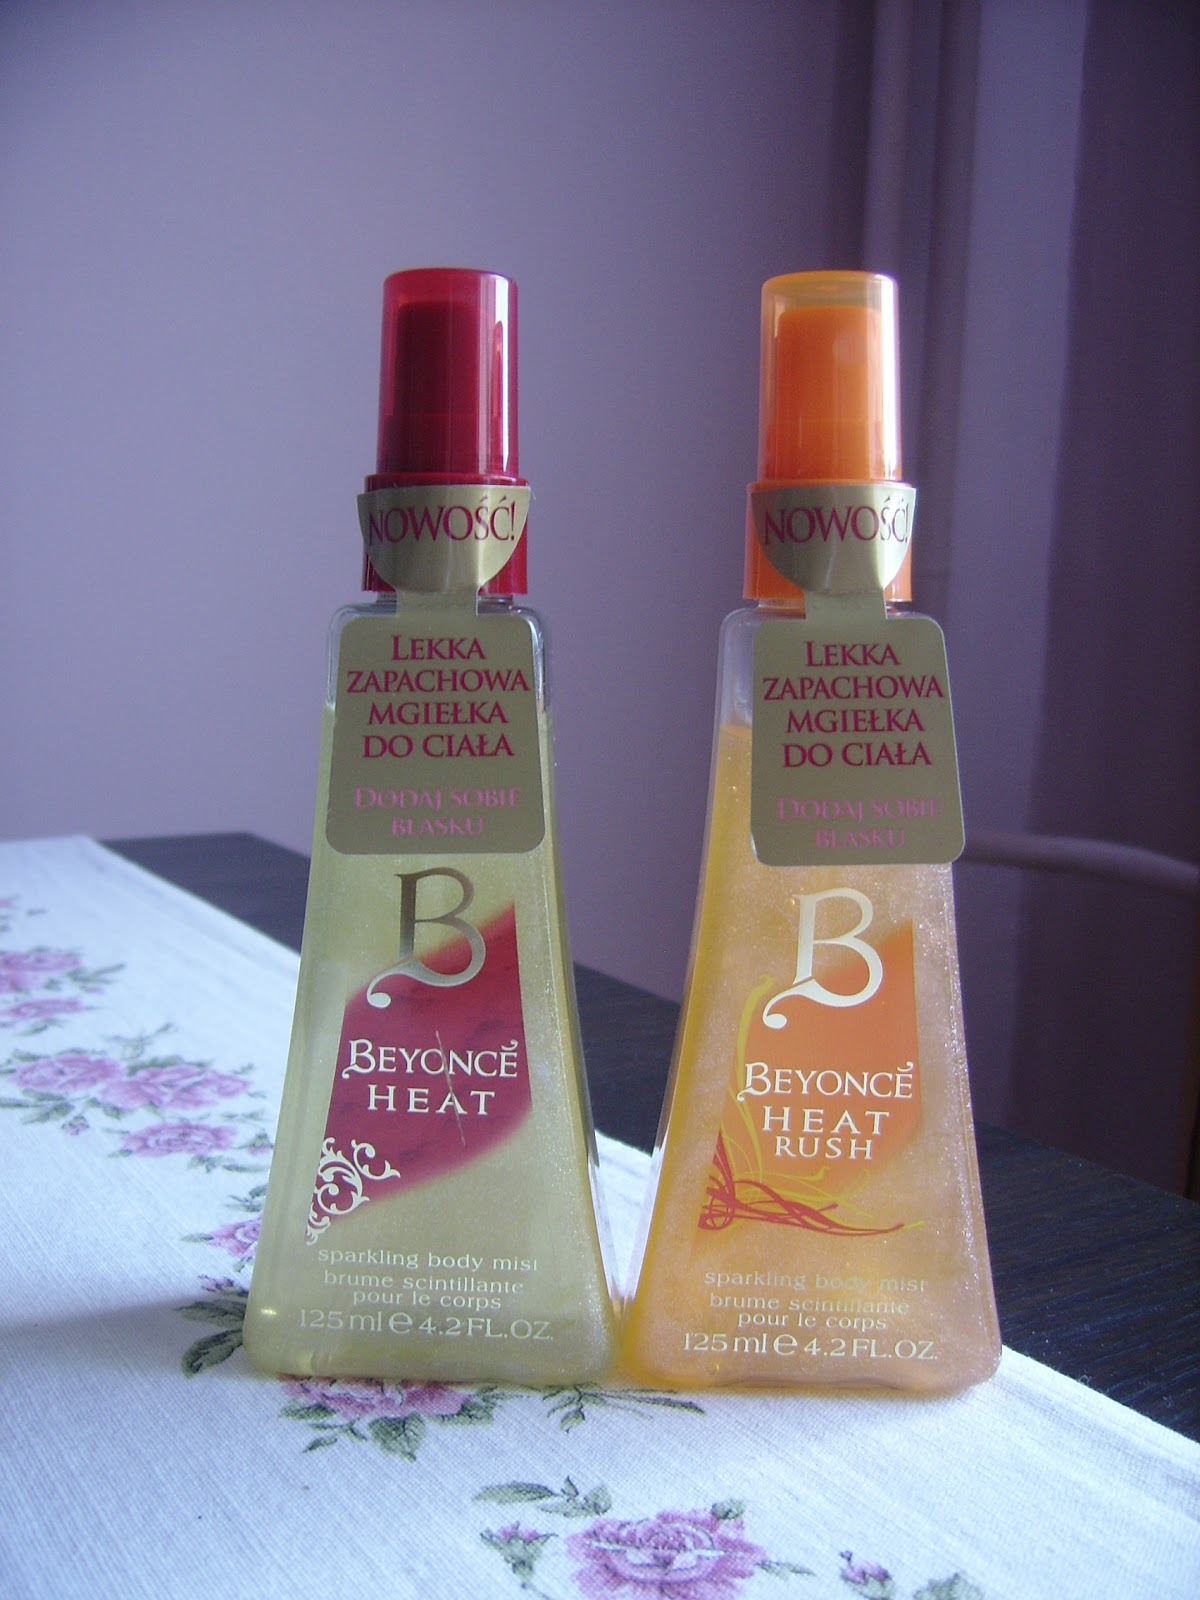 NOWOŚĆ!
LEKKA
ZAPACHOWA
MGIEŁKA
DO CIAŁA
DODAJ SOBIE
BLASKU
B
BEYONCĔ
HEAT
sparkling body mist
brume scintillante
pour le corps
125 ml e 4.2 FL.OZ.
NOWOŚĆ!
LEKKA
ZAPACHOWA
MGIEŁKA
DO CIAŁA
DODAJ SOBIE
BLASKU
B
BEYONCĔ
HEAT
RUSH
sparkling body mist
brume scintillante
pour le corps
125 ml e 4.2 FL.OZ.